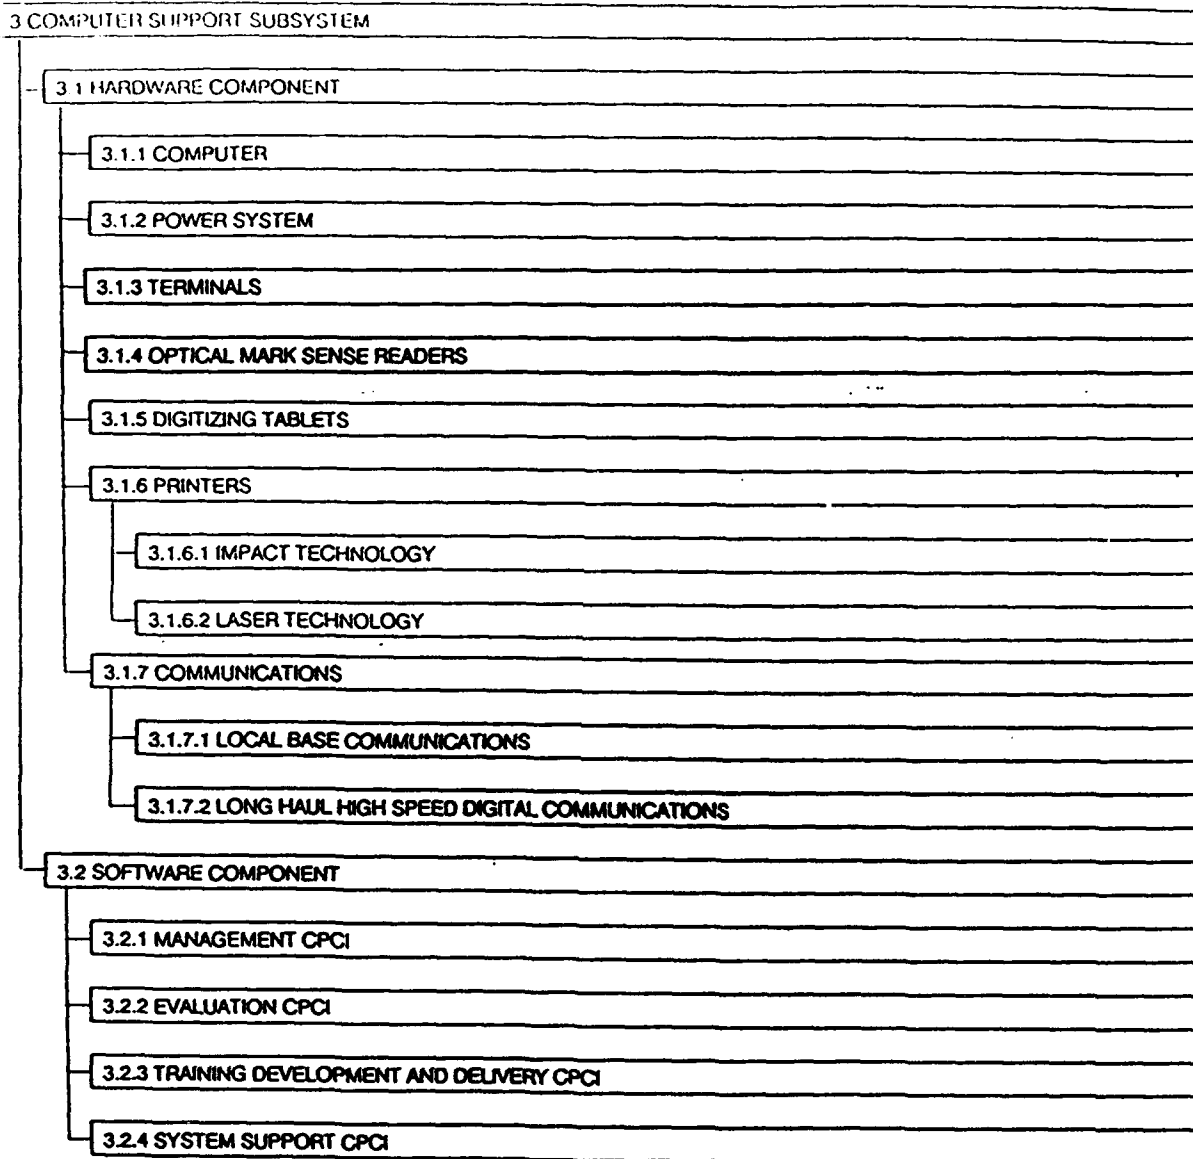 3 COMPUTER SUPPORT SUBSYSTEM
3.1 HARDWARE COMPONENT
3.1.1 COMPUTER
3.1.2 POWER SYSTEM
3.1.3 TERMINALS
3.1.4 OPTICAL MARK SENSE READERS
3.1.5 DIGITIZING TABLETS
3.1.6 PRINTERS
3.1.6.1 IMPACT TECHNOLOGY
3.1.6.2 LASER TECHNOLOGY
3.1.7 COMMUNICATIONS
3.1.7.1 LOCAL BASE COMMUNICATIONS
3.1.7.2 LONG HAUL HIGH SPEED DIGITAL COMMUNICATIONS
3.2 SOFTWARE COMPONENT
3.2.1 MANAGEMENT CPCI
3.2.2 EVALUATION CPCI
3.2.3 TRAINING DEVELOPMENT AND DELIVERY CPCI
3.2.4 SYSTEM SUPPORT CPCI